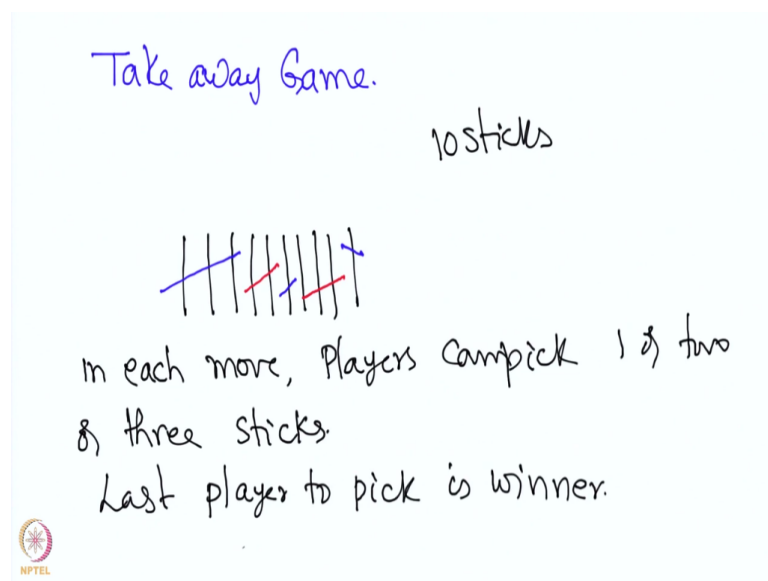 Take away Game.
10 sticks
in each move, Players can pick 1 or two
or three sticks.
Last player to pick is winner.
NPTEL